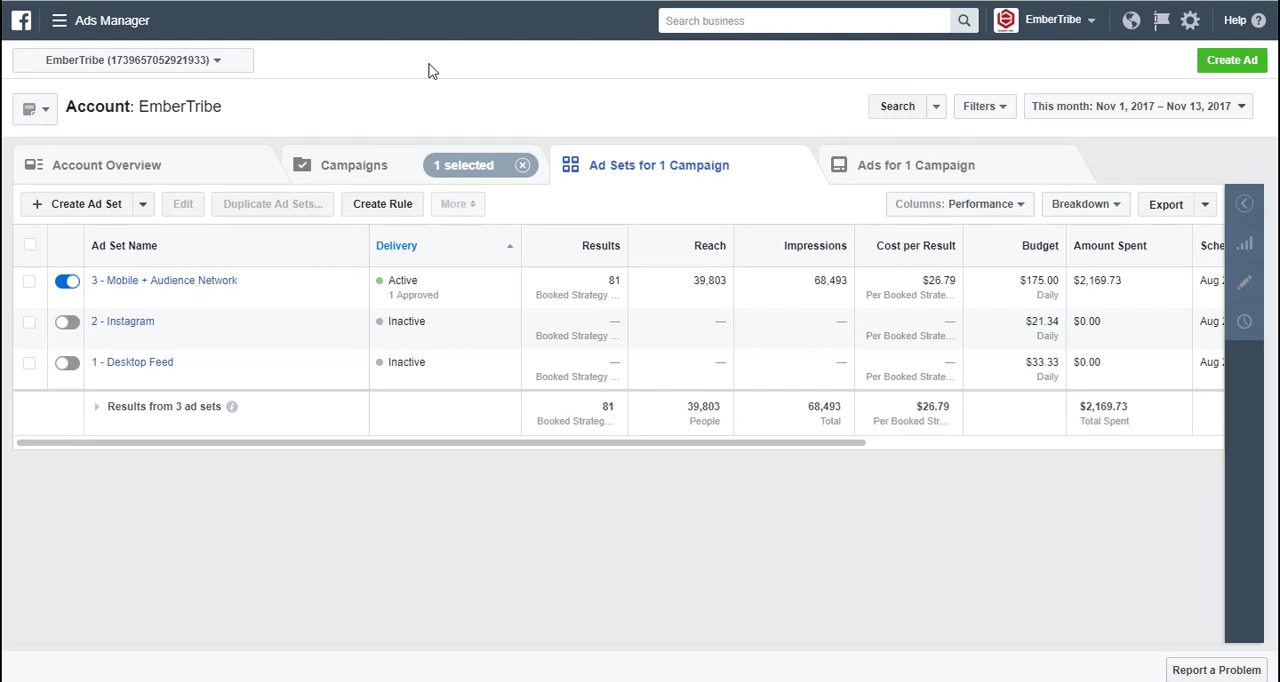 Ads Manager
Search business
EmberTribe
Help
EmberTribe (1739657052921933)
Create Ad
Account: EmberTribe
Search
Filters
This month: Nov 1, 2017 – Nov 13, 2017
Account Overview
Campaigns
1 selected
Ad Sets for 1 Campaign
Ads for 1 Campaign
+ Create Ad Set
Edit
Duplicate Ad Sets...
Create Rule
More
Columns: Performance
Breakdown
Export
Ad Set Name Delivery Results Reach Impressions Cost per Result Budget Amount Spent Sche
3 - Mobile + Audience Network Active 81 39,803 68,493 $26.79 $175.00 $2,169.73 Aug 2
1 Approved Booked Strategy ... Per Booked Strate... Daily
2 - Instagram Inactive — — — — $21.34 $0.00 Aug 2
Booked Strategy ... Per Booked Strate... Daily
1 - Desktop Feed Inactive — — — — $33.33 $0.00 Aug 2
Booked Strategy ... Per Booked Strate... Daily
Results from 3 ad sets 81 39,803 68,493 $26.79 $2,169.73
Booked Strateg... People Total Per Booked Str... Total Spent
Report a Problem